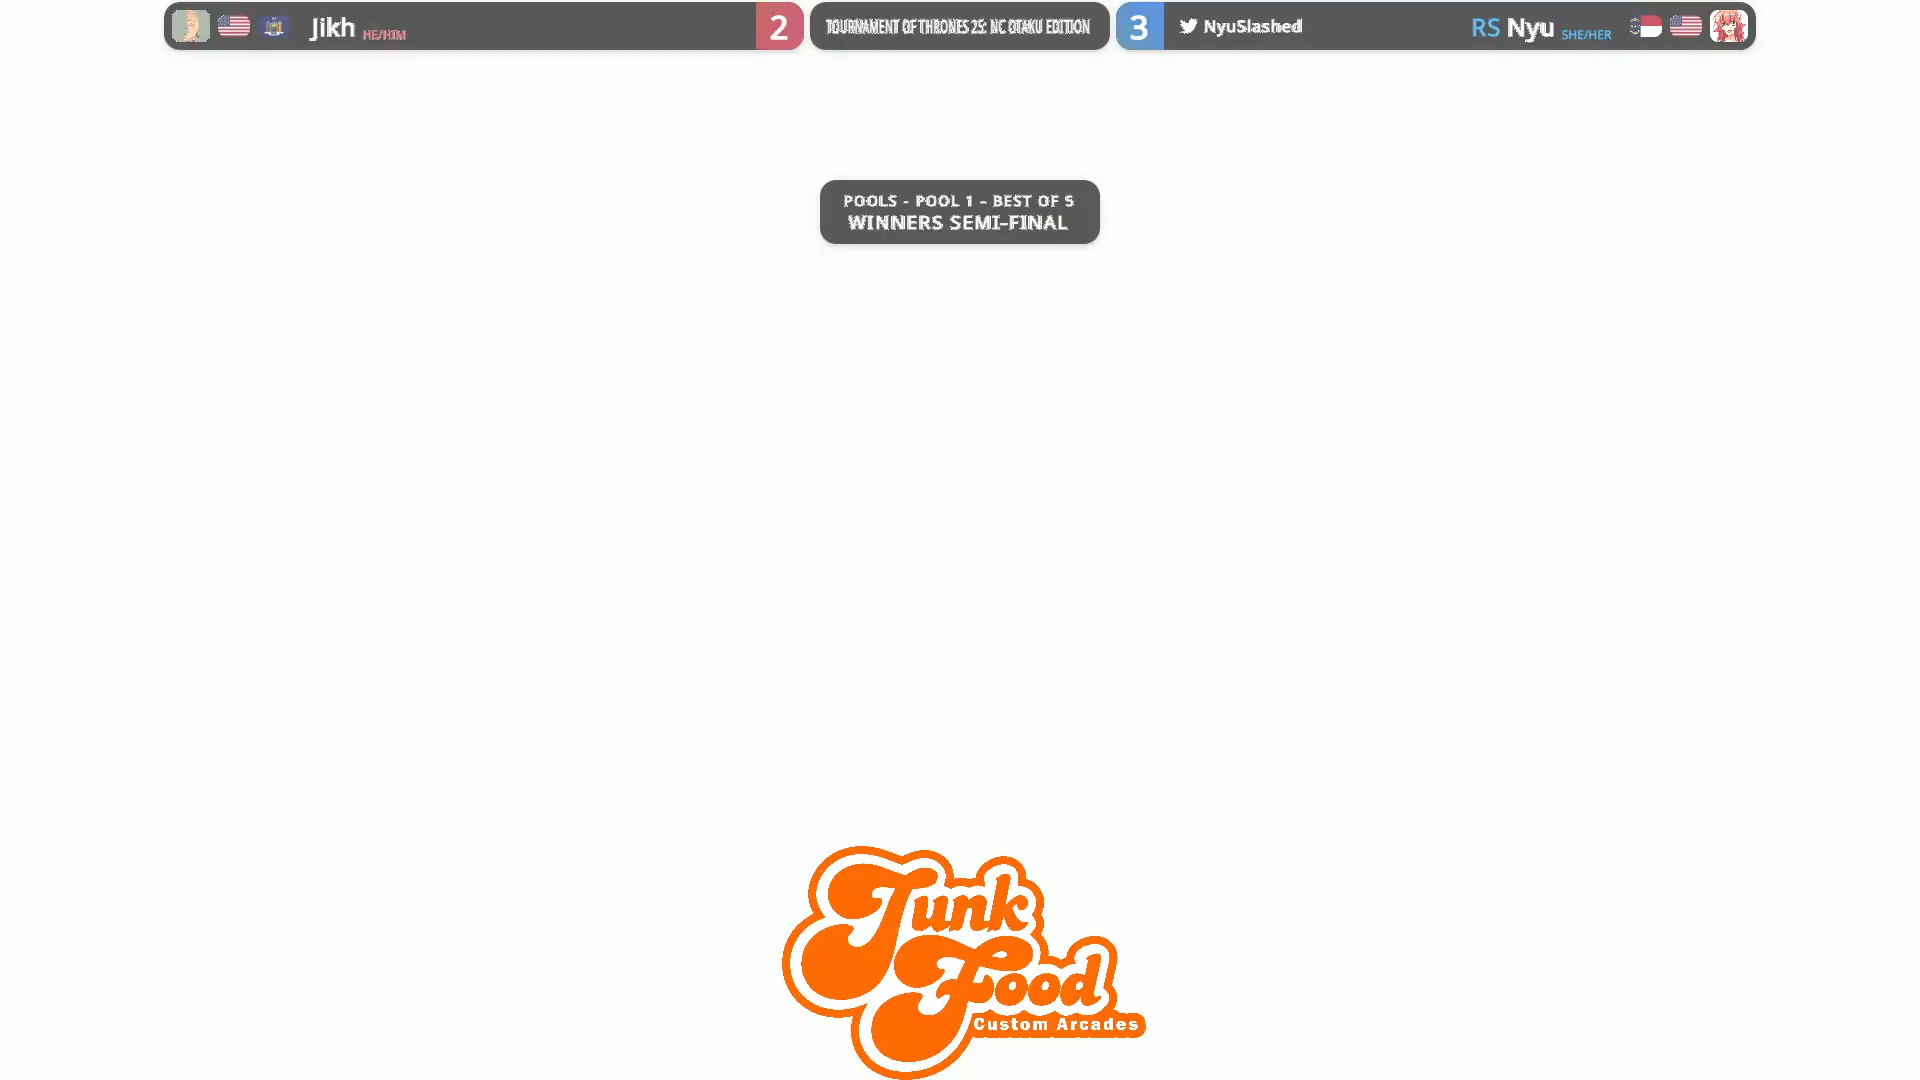 Jikh HE/HIM 2 TOURNAMENT OF THRONES 25: NC OTAKU EDITION 3 NyuSlashed RS Nyu SHE/HER
POOLS - POOL 1 - BEST OF 5
WINNERS SEMI-FINAL
Junk
Food
Custom Arcades